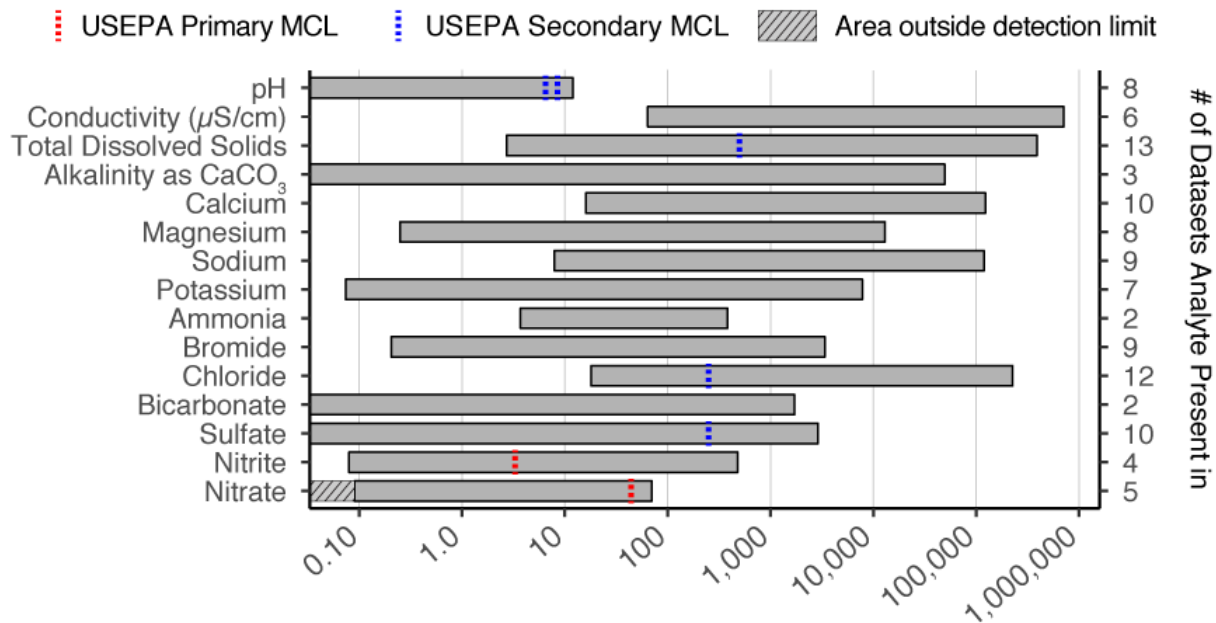 USEPA Primary MCL USEPA Secondary MCL Area outside detection limit
pH 8
Conductivity (µS/cm) 6
Total Dissolved Solids 13
Alkalinity as CaCO₃ 3
Calcium 10
Magnesium 8
Sodium 9
Potassium 7
Ammonia 2
Bromide 9
Chloride 12
Bicarbonate 2
Sulfate 10
Nitrite 4
Nitrate 5
# of Datasets Analyte Present in
0.10 1.0 10 100 1,000 10,000 100,000 1,000,000